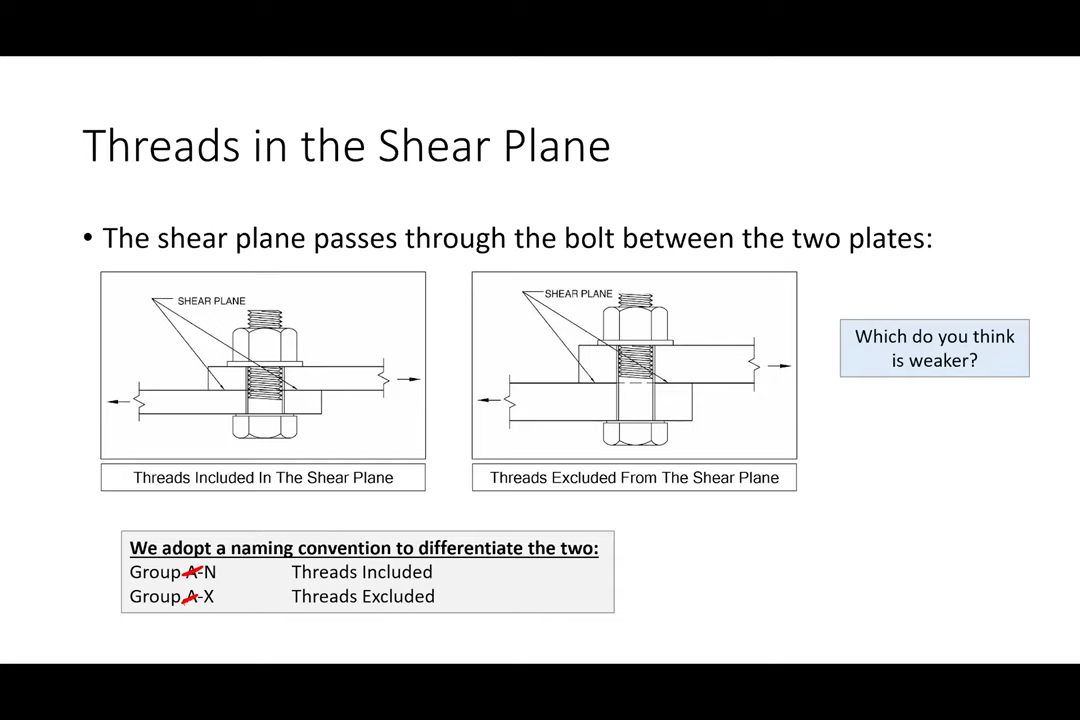 Threads in the Shear Plane
• The shear plane passes through the bolt between the two plates:
SHEAR PLANE
SHEAR PLANE
Which do you think
is weaker?
Threads Included In The Shear Plane
Threads Excluded From The Shear Plane
We adopt a naming convention to differentiate the two:
Group A-N Threads Included
Group A-X Threads Excluded